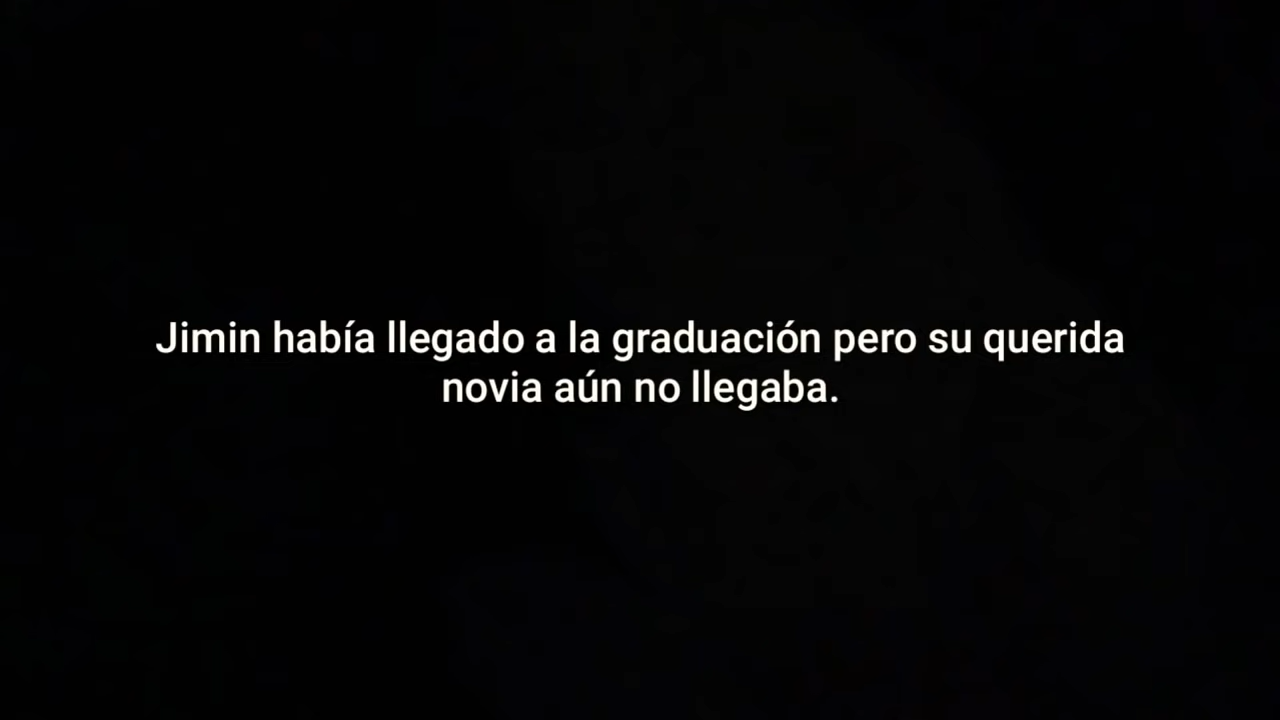 Jimin había llegado a la graduación pero su querida
novia aún no llegaba.